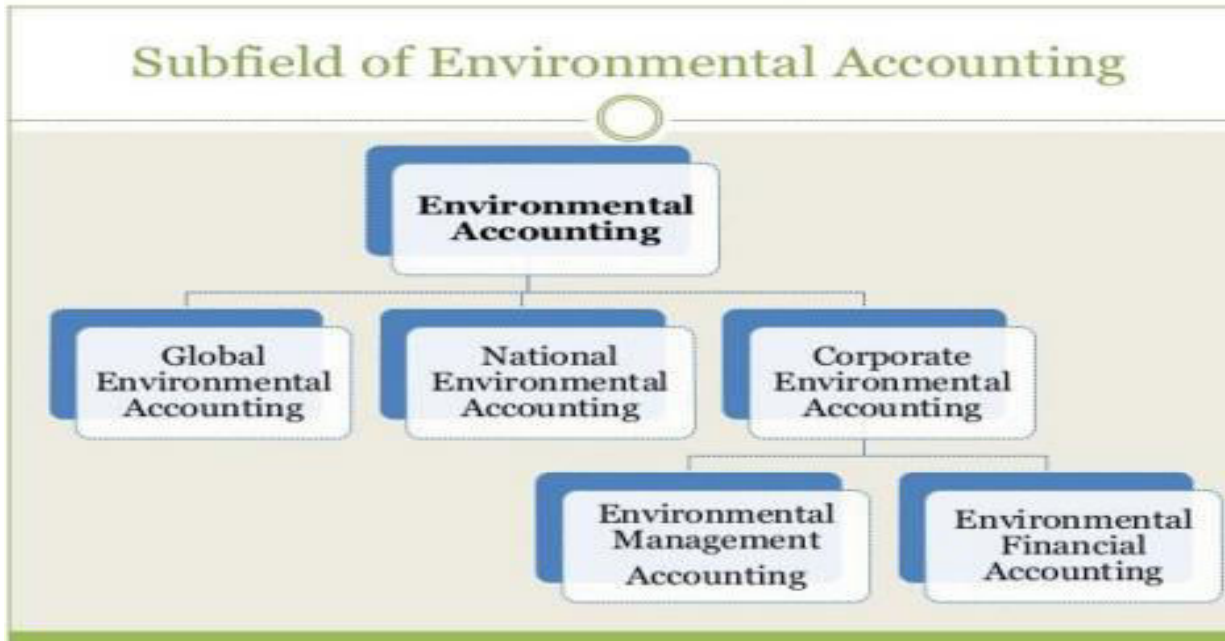 Subfield of Environmental Accounting
Environmental
Accounting
Global
Environmental
Accounting
National
Environmental
Accounting
Corporate
Environmental
Accounting
Environmental
Management
Accounting
Environmental
Financial
Accounting